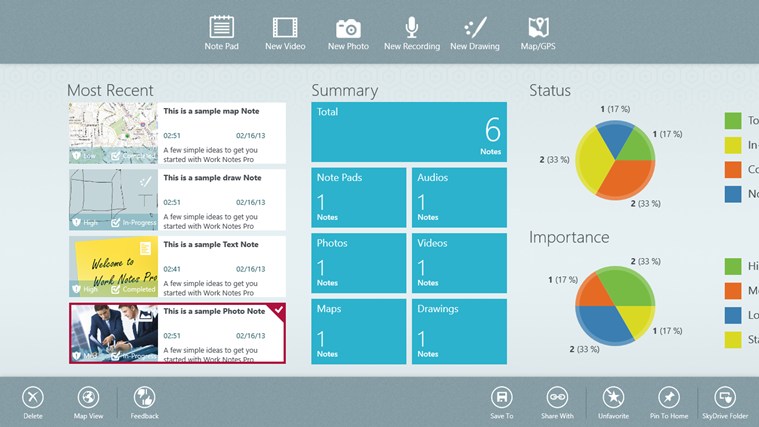 Note Pad
New Video
New Photo
New Recording
New Drawing
Map/GPS
Most Recent
This is a sample map Note
02:51 02/16/13
A few simple ideas to get you
started with Work Notes Pro
Low Completed
This is a sample draw Note
02:51 02/16/13
A few simple ideas to get you
started with Work Notes Pro
High In-Progress
This is a sample Text Note
02:41 02/16/13
A few simple ideas to get you
started with Work Notes Pro
Welcome to
Work Notes Pro
High Completed
This is a sample Photo Note
02:51 02/16/13
A few simple ideas to get you
started with Work Notes Pro
In-Progress
Summary
Total
6
Notes
Note Pads
1
Notes
Audios
1
Notes
Photos
1
Notes
Videos
1
Notes
Maps
1
Notes
Drawings
1
Notes
Status
1 (17 %)
1 (17 %)
2 (33 %)
2 (33 %)
To
In-
Co
No
Importance
2 (33 %)
1 (17 %)
1 (17 %)
2 (33 %)
Hi
Me
Lo
Sta
Delete
Map View
Feedback
Save To
Share With
Unfavorite
Pin To Home
SkyDrive Folder